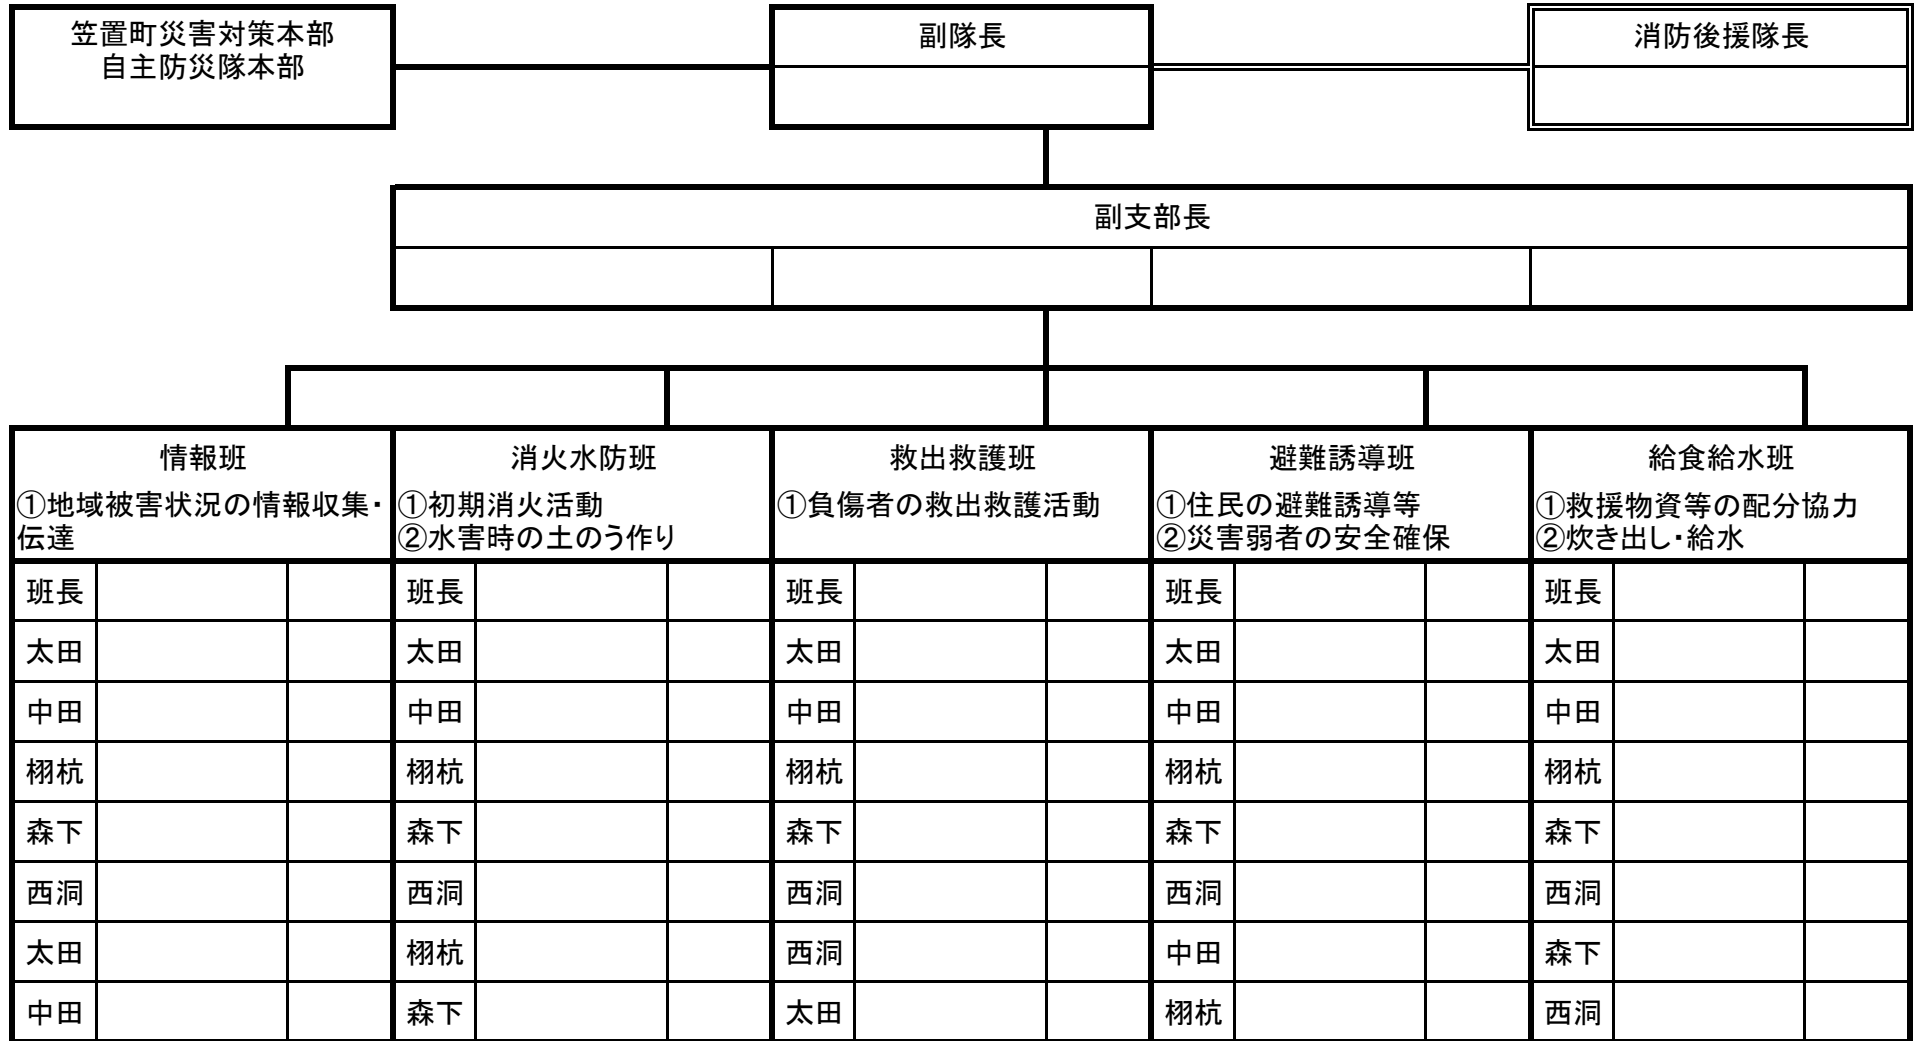 笠置町災害対策本部
自主防災隊本部
副隊長
消防後援隊長
副支部長
情報班
①地域被害状況の情報収集・
伝達
消火水防班
①初期消火活動
②水害時の土のう作り
救出救護班
①負傷者の救出救護活動
避難誘導班
①住民の避難誘導等
②災害弱者の安全確保
給食給水班
①救援物資等の配分協力
②炊き出し・給水
班長 班長 班長 班長 班長
太田 太田 太田 太田 太田
中田 中田 中田 中田 中田
栩杭 栩杭 栩杭 栩杭 栩杭
森下 森下 森下 森下 森下
西洞 西洞 西洞 西洞 西洞
太田 栩杭 西洞 中田 森下
中田 森下 太田 栩杭 西洞